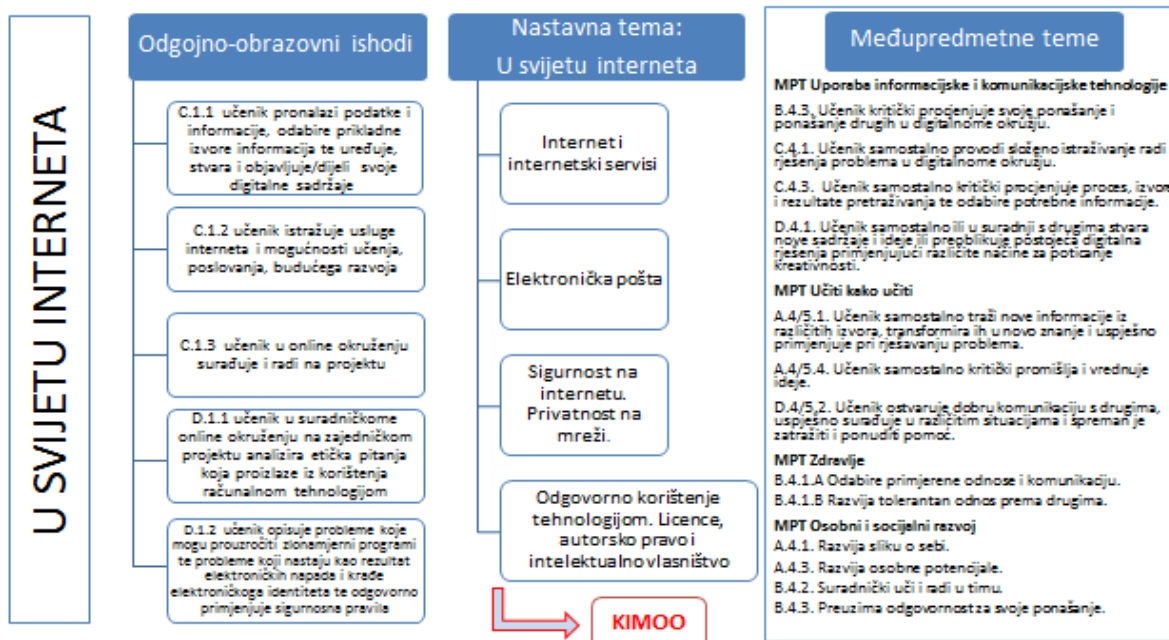 U SVIJETU INTERNETA
Odgojno-obrazovni ishodi
C.1.1 učenik pronalazi podatke i
informacije, odabire prikladne
izvore informacija te uređuje,
stvara i objavljuje/dijeli svoje
digitalne sadržaje
C.1.2 učenik istražuje usluge
interneta i mogućnosti učenja,
poslovanja, budućega razvoja
C.1.3 učenik u online okruženju
surađuje i radi na projektu
D.1.1 učenik u suradničkome
online okruženju na zajedničkom
projektu analizira etička pitanja
koja proizlaze iz korištenja
računalnom tehnologijom
D.1.2 učenik opisuje probleme koje
mogu prouzročiti zlonamjerni programi
te probleme koji nastaju kao rezultat
elektroničkih napada i krađe
elektroničkoga identiteta te odgovorno
primjenjuje sigurnosna pravila
Nastavna tema:
U svijetu interneta
Internet i
internetski servisi
Elektronička pošta
Sigurnost na
internetu.
Privatnost na
mreži.
Odgovorno korištenje
tehnologijom. Licence,
autorsko pravo i
intelektualno vlasništvo
KIMOO
Međupredmetne teme
MPT Uporaba informacijske i komunikacijske tehnologije
B.4.3. Učenik kritički procjenjuje svoje ponašanje i
ponašanje drugih u digitalnome okružju.
C.4.1. Učenik samostalno provodi složeno istraživanje radi
rješenja problema u digitalnome okružju.
C.4.3. Učenik samostalno kritički procjenjuje proces, izvore
i rezultate pretraživanja te odabire potrebne informacije.
D.4.1. Učenik samostalno ili u suradnji s drugima stvara
nove sadržaje i ideje ili preoblikuje postojeća digitalna
rješenja primjenjujući različite načine za poticanje
kreativnosti.
MPT Učiti kako učiti
A.4/5.1. Učenik samostalno traži nove informacije iz
različitih izvora, transformira ih u novo znanje i uspješno
primjenjuje pri rješavanju problema.
A.4/5.4. Učenik samostalno kritički promišlja i vrednuje
ideje.
D.4/5.2. Učenik ostvaruje dobru komunikaciju s drugima,
uspješno surađuje u različitim situacijama i spreman je
zatražiti i ponuditi pomoć.
MPT Zdravlje
B.4.1.A Odabire primjerene odnose i komunikaciju.
B.4.1.B Razvija tolerantan odnos prema drugima.
MPT Osobni i socijalni razvoj
A.4.1. Razvija sliku o sebi.
A.4.3. Razvija osobne potencijale.
B.4.2. Suradnički uči i radi u timu.
B.4.3. Preuzima odgovornost za svoje ponašanje.